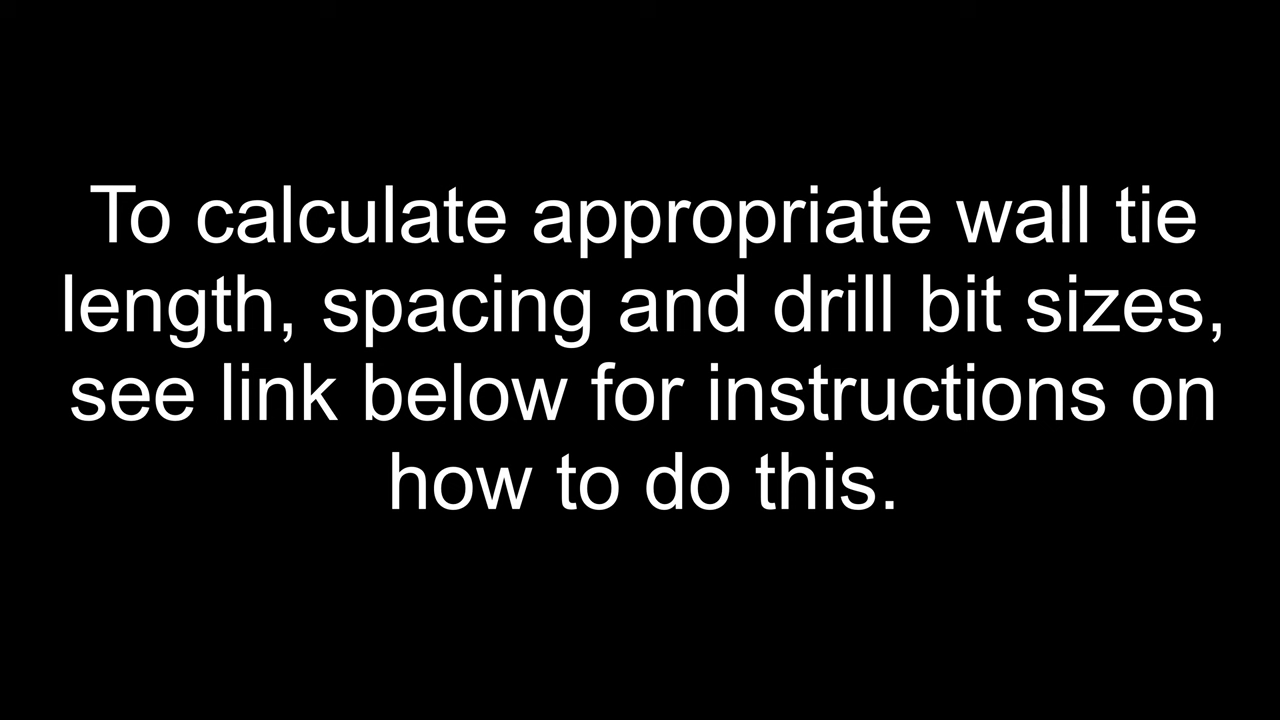 To calculate appropriate wall tie
length, spacing and drill bit sizes,
see link below for instructions on
how to do this.